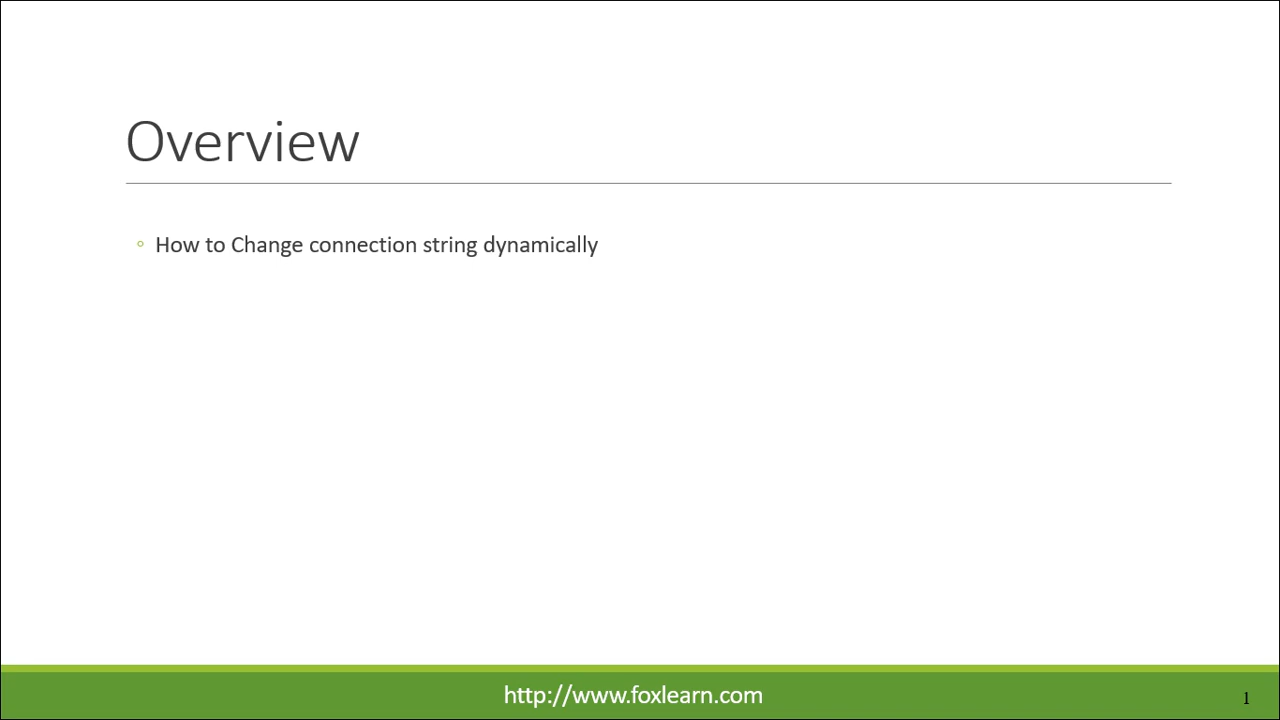 Overview
◦ How to Change connection string dynamically
http://www.foxlearn.com
1